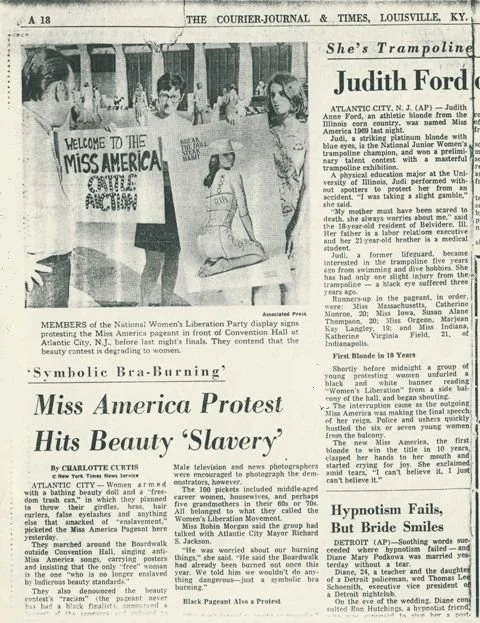 A 18
THE COURIER-JOURNAL & TIMES, LOUISVILLE, KY.
WELCOME TO THE
MISS AMERICA
CATTLE
AUCTION
RIB
Associated Press
MEMBERS of the National Women's Liberation Party display signs
protesting the Miss America pageant in front of Convention Hall at
Atlantic City, N.J., before last night's finals. They contend that the
beauty contest is degrading to women.
'Symbolic Bra-Burning'
Miss America Protest
Hits Beauty 'Slavery'
By CHARLOTTE CURTIS
© New York Times News Service
ATLANTIC CITY — Women armed
with a bathing beauty doll and a "free-
dom trash can," in which they planned
to throw their girdles, bras, hair
curlers, false eyelashes and anything
else that smacked of "enslavement,"
picketed the Miss America Pageant here
yesterday.
They marched around the Boardwalk
outside Convention Hall, singing anti-
Miss America songs, carrying posters
and insisting that the only "free" woman
is the one "who is no longer enslaved
by ludicrous beauty standards."
They also denounced the beauty
contest's "racism" (the pageant never
has had a black finalist), announced a
Male television and news photographers
were encouraged to photograph the dem-
onstrators, however.
The 100 pickets included middle-aged
career women, housewives, and perhaps
five grandmothers in their 60s or 70s.
All belonged to what they called the
Women's Liberation Movement.
Miss Robin Morgan said the group had
talked with Atlantic City Mayor Richard
S. Jackson.
"He was worried about our burning
things," she said. "He said the Boardwalk
had already been burned out once this
year. We told him we wouldn't do any-
thing dangerous—just a symbolic bra
burning."
Black Pageant Also a Protest
She's Trampoline
Judith Ford
ATLANTIC CITY, N. J. (AP) — Judith
Anne Ford, an athletic blonde from the
Illinois corn country, was named Miss
America 1969 last night.
Judi, a striking platinum blonde with
blue eyes, is the National Junior Women's
trampoline champion, and won a prelimi-
nary talent contest with a masterful
trampoline exhibition.
A physical education major at the Uni-
versity of Illinois, Judi performed with-
out spotters to protect her from an
accident. "I was taking a slight gamble,"
she said.
"My mother must have been scared to
death, she always worries about me," said
the 18-year-old resident of Belvidere, Ill.
Her father is a labor relations executive
and her 21-year-old brother is a medical
student.
Judi, a former lifeguard, became
interested in the trampoline five years
ago from swimming and dive hobbies. She
has had only one slight injury from the
trampoline — a black eye suffered three
years ago.
Runners-up in the pageant, in order,
were: Miss Massachusetts, Catherine
Monroe, 20; Miss Iowa, Susan Alane
Thompson, 20; Miss Oregon, Marjean
Kay Langley, 19; and Miss Indiana,
Katherine Virginia Field, 21, of
Indianapolis.
First Blonde in 10 Years
Shortly before midnight a group of
young protesting women unfurled a
black and white banner reading
"Women's Liberation" from a side bal-
cony of the hall, and began shouting.
The interruption came as the outgoing
Miss America was making the final speech
of her reign. Police and ushers quickly
hustled the six or seven young women
from the balcony.
The new Miss America, the first
blonde to win the title in 10 years,
clasped her hands to her mouth and
started crying for joy. She exclaimed
amid tears, "I can't believe it, I just
can't believe it."
Hypnotism Fails,
But Bride Smiles
DETROIT (AP)—Soothing words suc-
ceeded where hypnotism failed — and
Diane Mary Podkowa was married yes-
terday without a tear.
Diane, 24, a teacher and the daughter
of a Detroit policeman, wed Thomas Lee
Schoenith, executive vice president of
a Detroit nightclub.
On the eve of the wedding, Diane con-
sulted Ron Hutchings, a hypnotist friend,